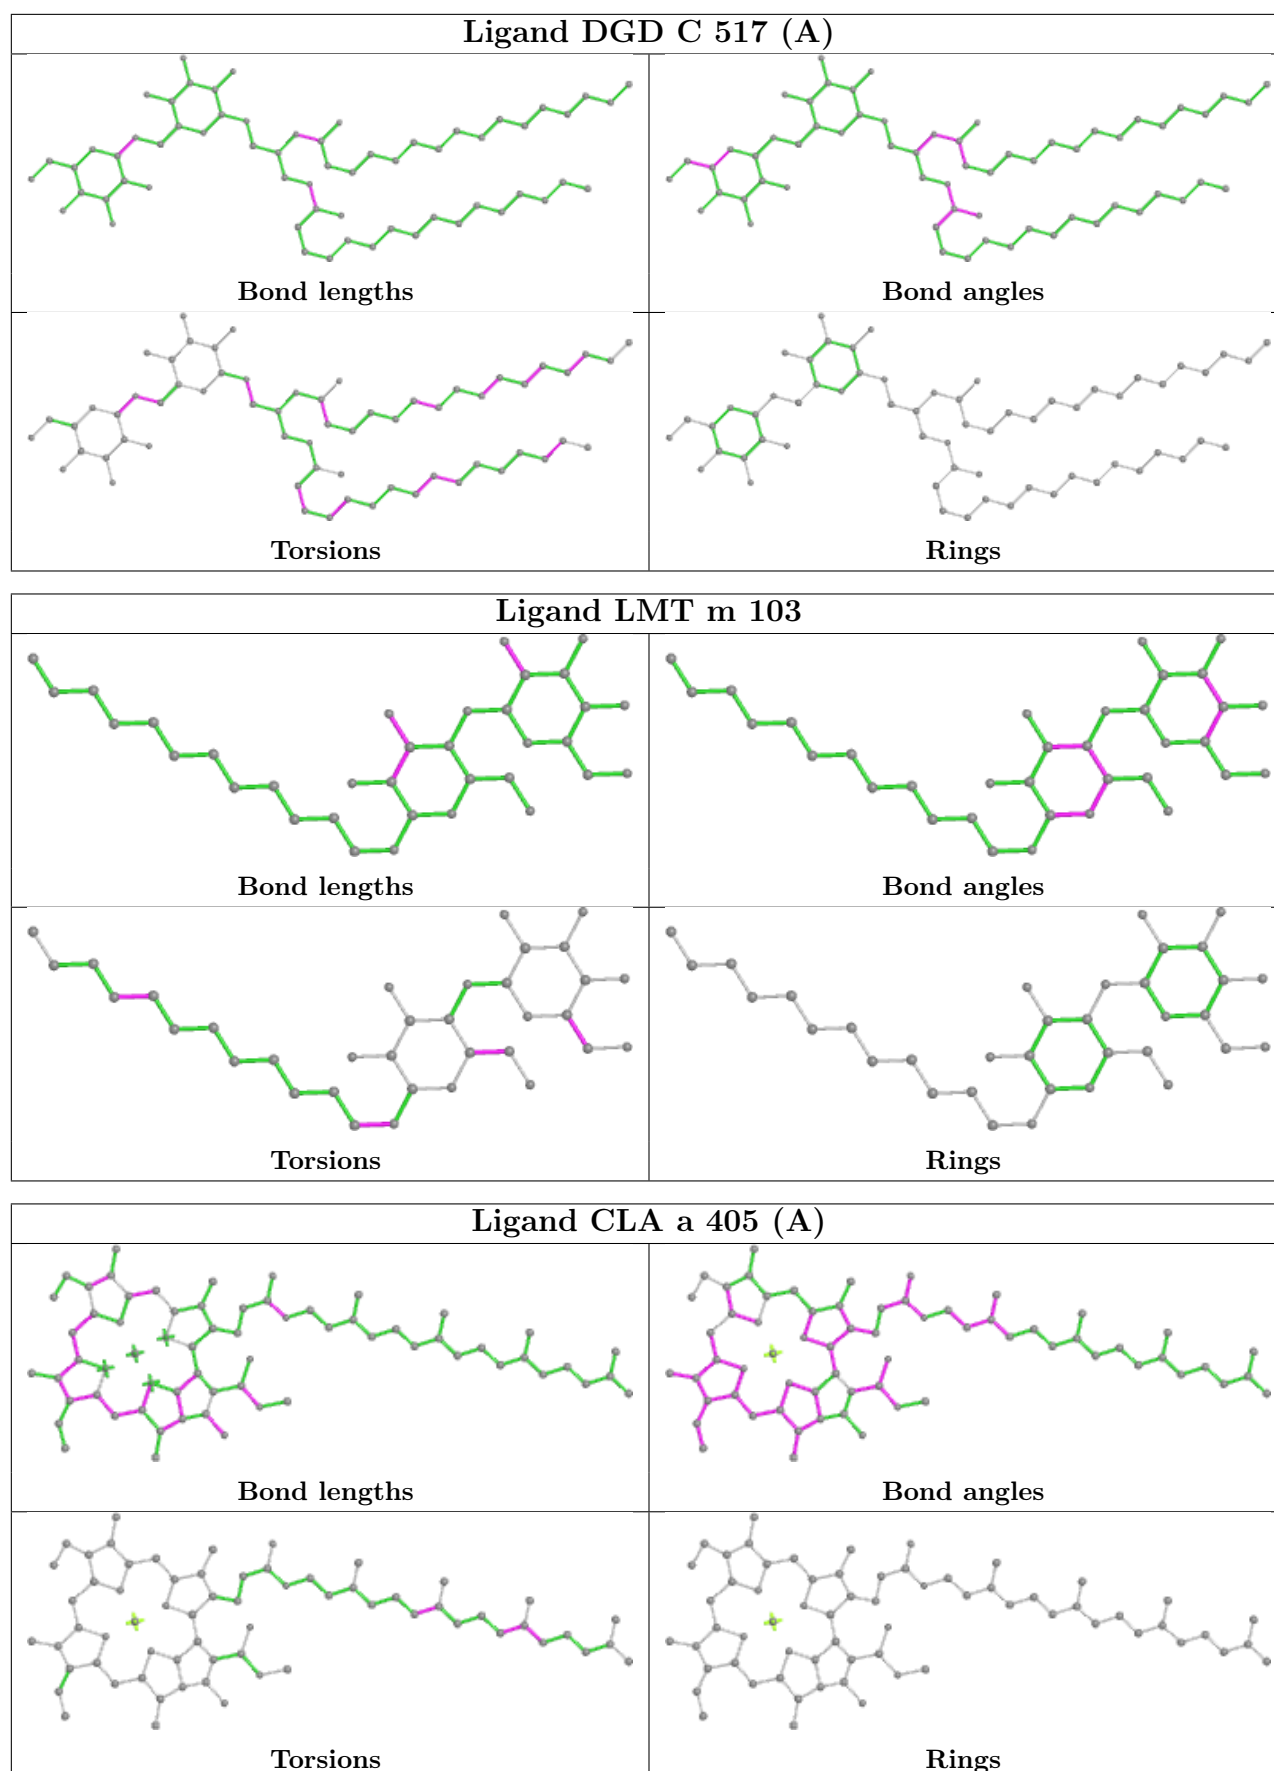 Ligand DGD C 517 (A)
Bond lengths
Bond angles
Torsions
Rings
Ligand LMT m 103
Bond lengths
Bond angles
Torsions
Rings
Ligand CLA a 405 (A)
Bond lengths
Bond angles
Torsions
Rings